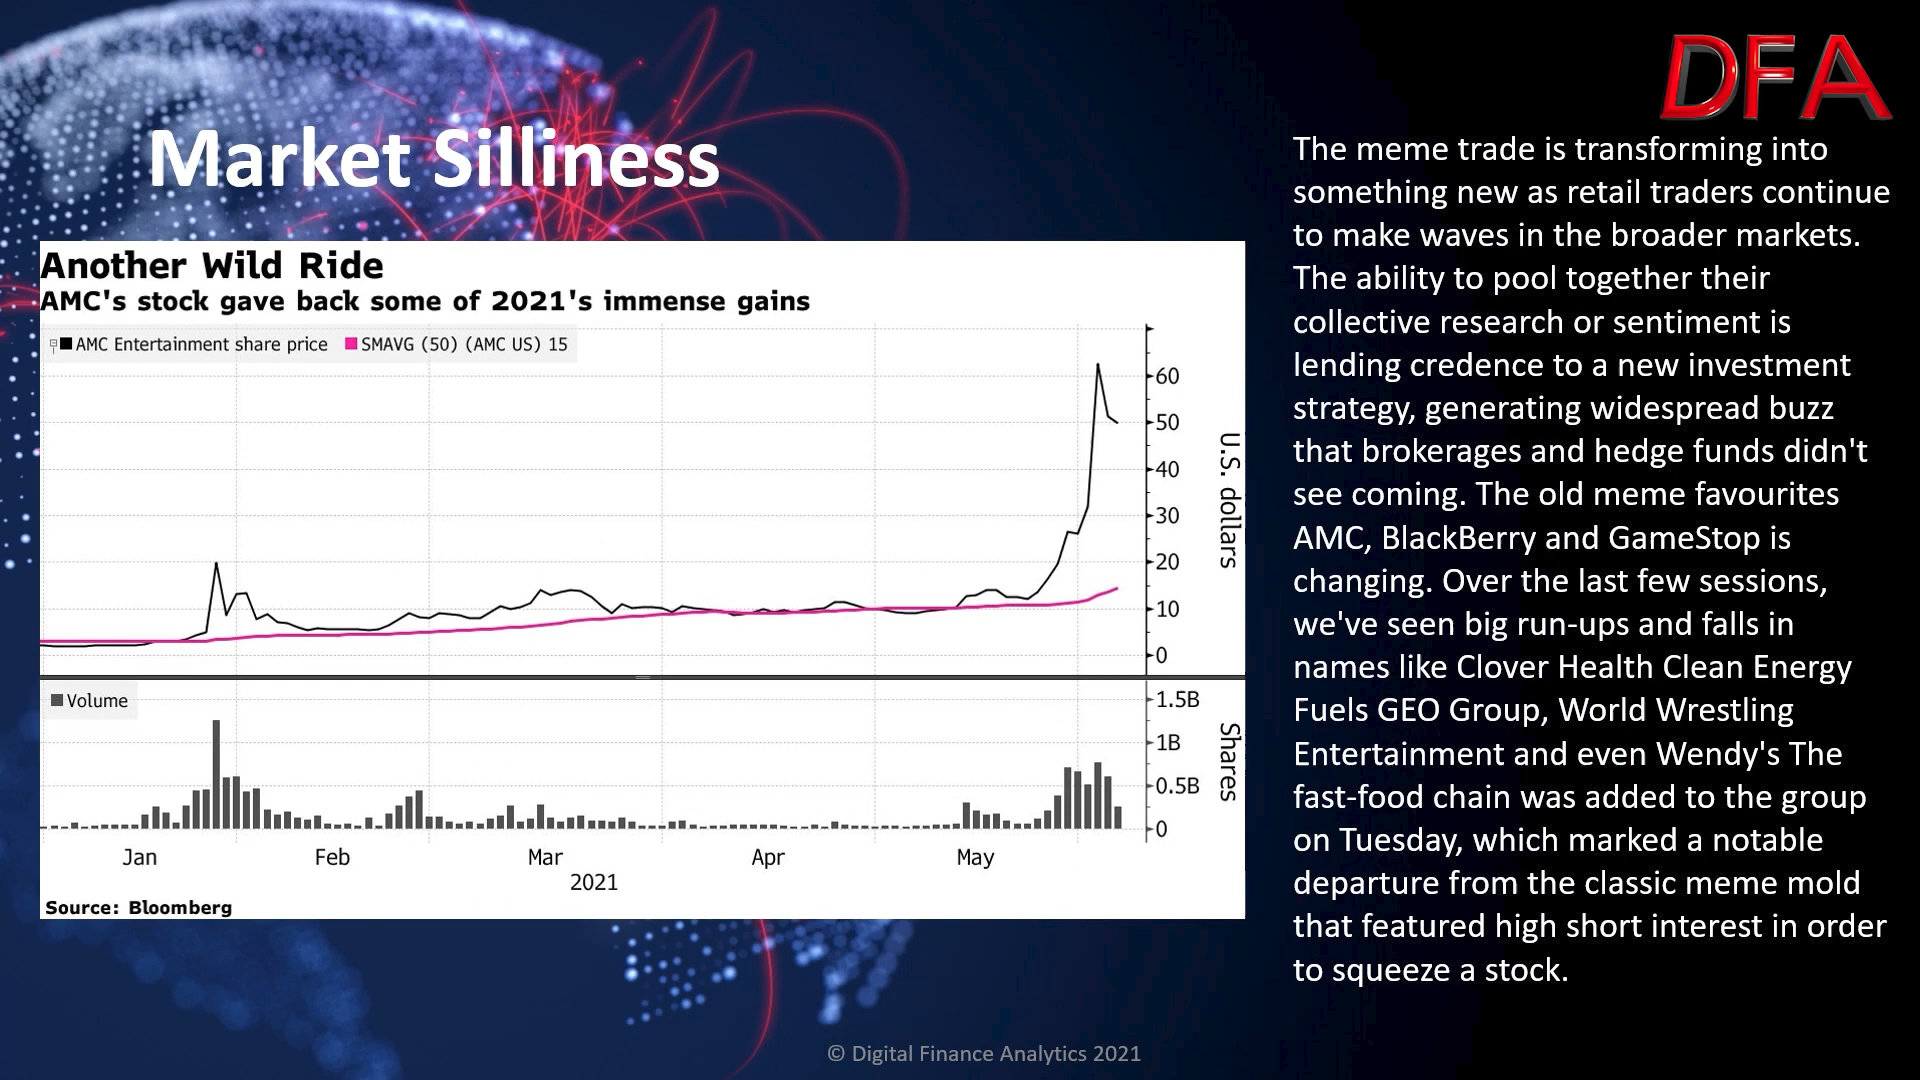 DFA
Market Silliness
Another Wild Ride
AMC's stock gave back some of 2021's immense gains
AMC Entertainment share price SMAVG (50) (AMC US) 15
60
50
40
30
20
10
0
U.S. dollars
Volume
1.5B
1B
0.5B
0
Shares
Jan Feb Mar Apr May
2021
Source: Bloomberg
The meme trade is transforming into
something new as retail traders continue
to make waves in the broader markets.
The ability to pool together their
collective research or sentiment is
lending credence to a new investment
strategy, generating widespread buzz
that brokerages and hedge funds didn't
see coming. The old meme favourites
AMC, BlackBerry and GameStop is
changing. Over the last few sessions,
we've seen big run-ups and falls in
names like Clover Health Clean Energy
Fuels GEO Group, World Wrestling
Entertainment and even Wendy's The
fast-food chain was added to the group
on Tuesday, which marked a notable
departure from the classic meme mold
that featured high short interest in order
to squeeze a stock.
© Digital Finance Analytics 2021